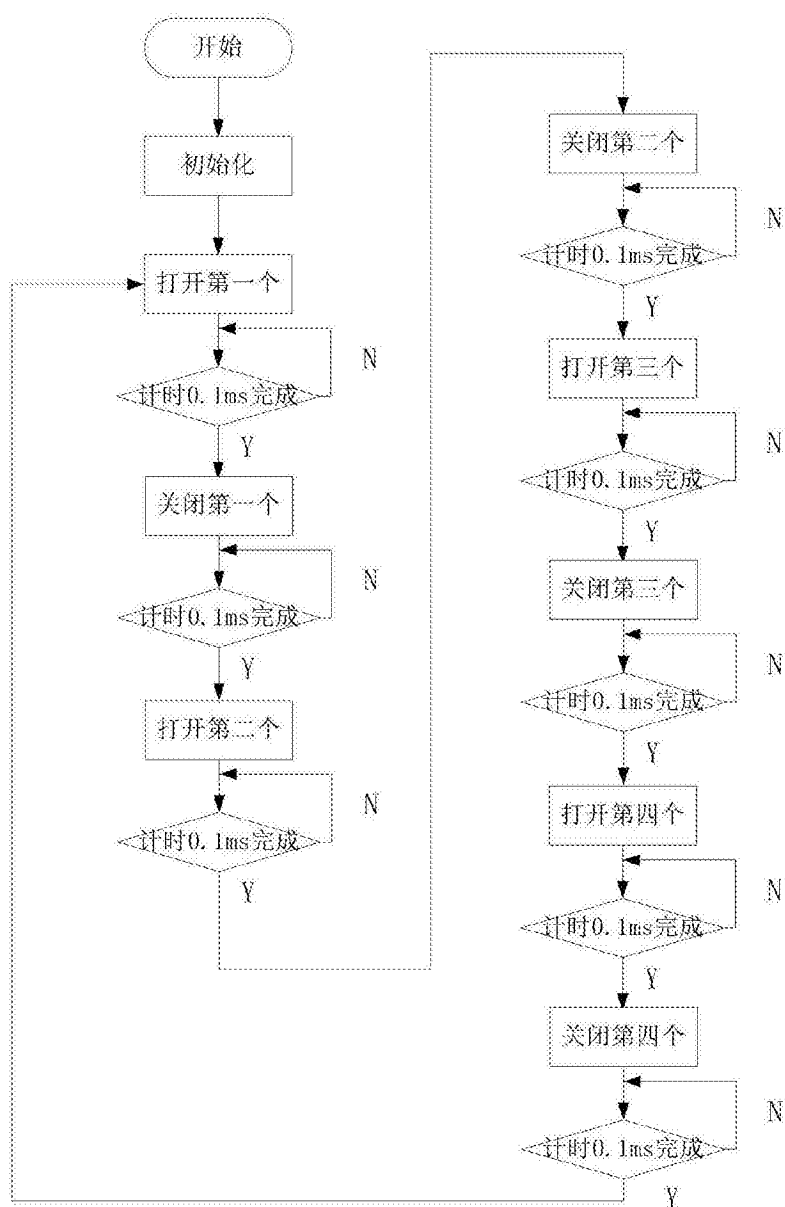 开始
初始化
打开第一个
N
计时0.1ms完成
Y
关闭第一个
N
计时0.1ms完成
Y
打开第二个
N
计时0.1ms完成
Y
关闭第二个
N
计时0.1ms完成
Y
打开第三个
N
计时0.1ms完成
Y
关闭第三个
N
计时0.1ms完成
Y
打开第四个
N
计时0.1ms完成
Y
关闭第四个
N
计时0.1ms完成
Y